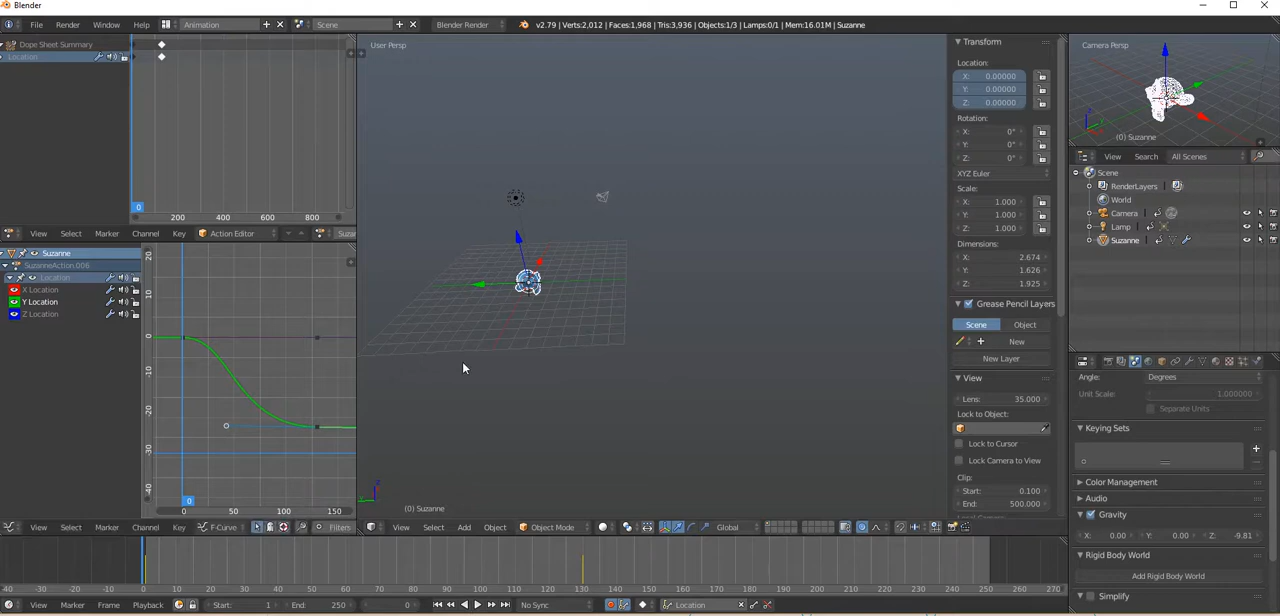 Blender
File Render Window Help Animation Scene Blender Render v2.79 | Verts:2,012 | Faces:1,968 | Tris:3,936 | Objects:1/3 | Lamps:0/1 | Mem:16.01M | Suzanne
Dope Sheet Summary
Location
0
200 400 600 800
View Select Marker Channel Key Action Editor
Suzanne
SuzanneAction.006
Location
X Location
Y Location
Z Location
20
10
0
-10
-20
-30
-40
0
0 50 100 150
View Select Marker Channel Key F-Curve Filters
User Persp
(0) Suzanne
View Select Add Object Object Mode Global
Transform
Location:
X: 0.00000
Y: 0.00000
Z: 0.00000
Rotation:
X: 0°
Y: 0°
Z: 0°
XYZ Euler
Scale:
X: 1.000
Y: 1.000
Z: 1.000
Dimensions:
X: 2.674
Y: 1.626
Z: 1.925
Grease Pencil Layers
Scene Object
New
New Layer
View
Lens: 35.000
Lock to Object:
Lock to Cursor
Lock Camera to View
Clip:
Start: 0.100
End: 500.000
Camera Persp
(0) Suzanne
View Search All Scenes
Scene
RenderLayers
World
Camera
Lamp
Suzanne
Angle: Degrees
Unit Scale: 1.000000
Separate Units
Keying Sets
Color Management
Audio
Gravity
X: 0.00 Y: 0.00 Z: -9.81
Rigid Body World
Add Rigid Body World
Simplify
-30 -20 -10 0 10 20 30 40 50 60 70 80 90 100 110 120 130 140 150 160 170 180 190 200 210 220 230 240 250 260 270
View Marker Frame Playback Start: 1 End: 250 0 No Sync Location